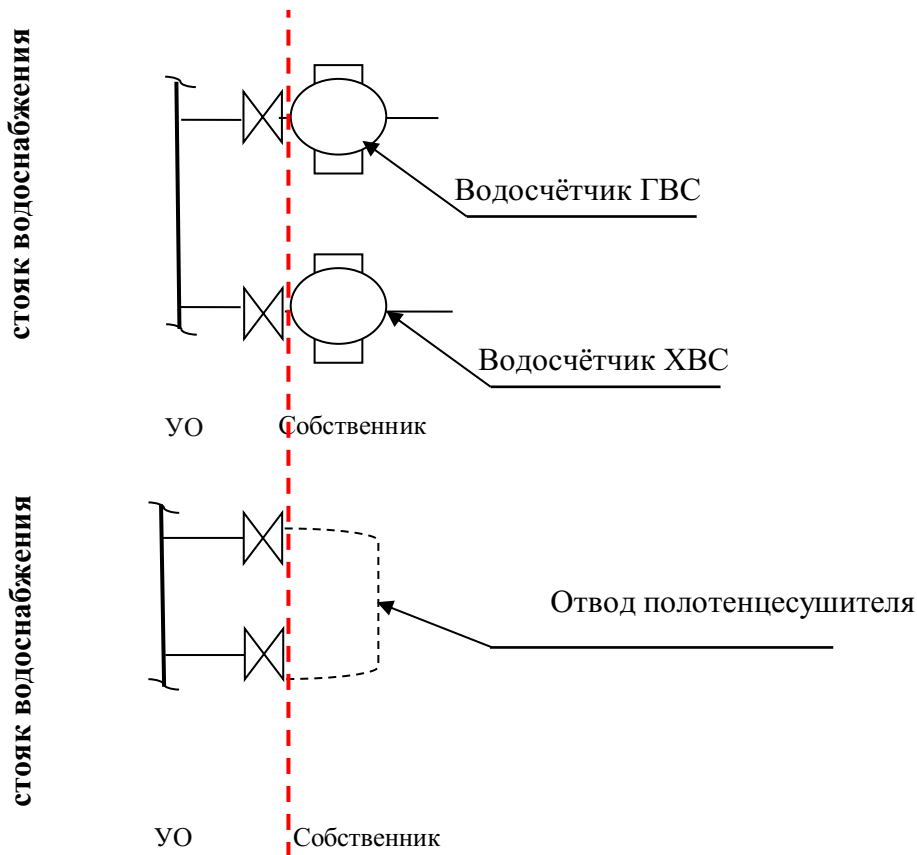 стояк водоснабжения
Водосчётчик ГВС
Водосчётчик ХВС
УО
Собственник
стояк водоснабжения
Отвод полотенцесушителя
УО
Собственник